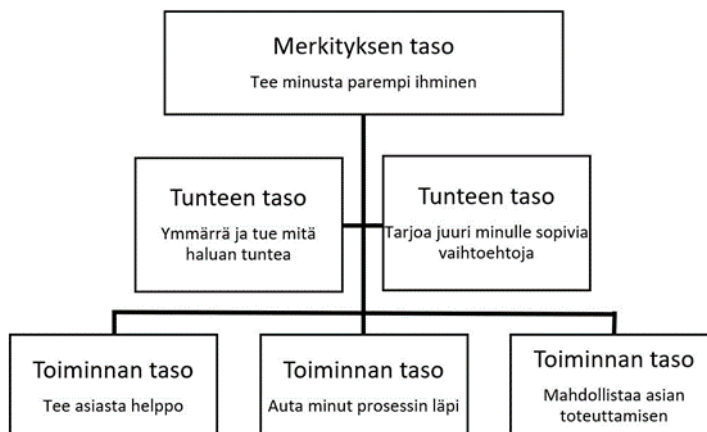 Merkityksen taso
Tee minusta parempi ihminen
Tunteen taso
Ymmärrä ja tue mitä
haluan tuntea
Tunteen taso
Tarjoa juuri minulle sopivia
vaihtoehtoja
Toiminnan taso
Tee asiasta helppo
Toiminnan taso
Auta minut prosessin läpi
Toiminnan taso
Mahdollistaa asian
toteuttamisen